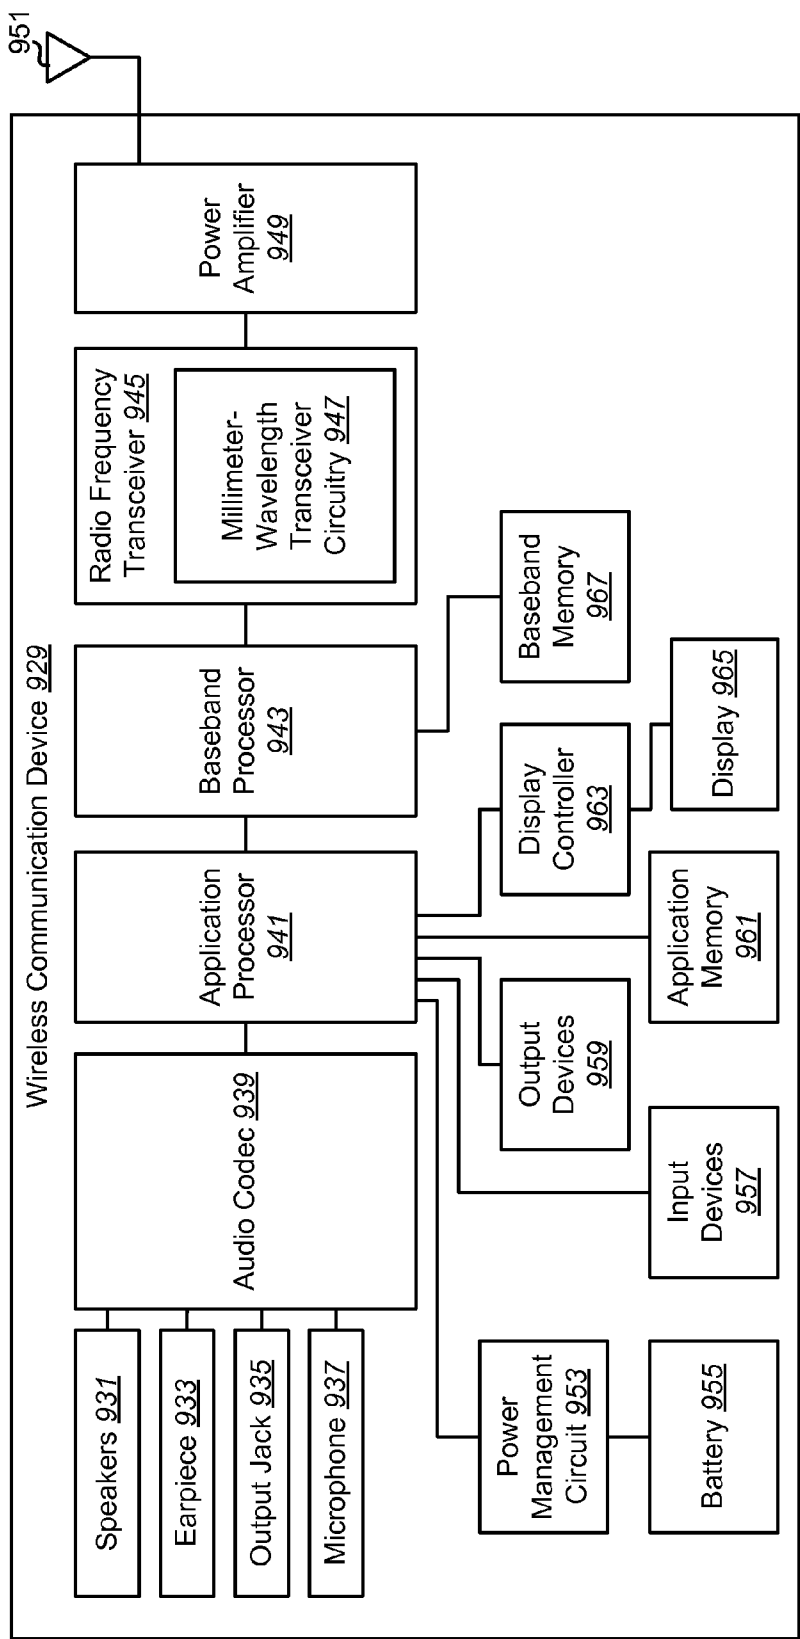 951
Wireless Communication Device 929
Speakers 931
Earpiece 933
Output Jack 935
Microphone 937
Audio Codec 939
Application
Processor
941
Baseband
Processor
943
Radio Frequency
Transceiver 945
Millimeter-
Wavelength
Transceiver
Circuitry 947
Power
Amplifier
949
Power
Management
Circuit 953
Battery 955
Input
Devices
957
Output
Devices
959
Application
Memory
961
Display
Controller
963
Display 965
Baseband
Memory
967